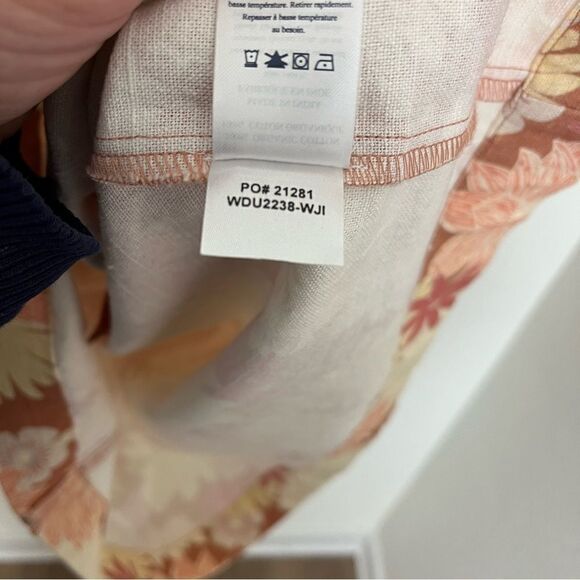 basse température. Retirer rapidement.
Repasser à basse température
au besoin.
PO# 21281
WDU2238-WJI